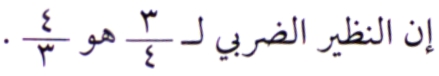 إن النظير الضربي لـ ٣/٤ هو ٤/٣ .